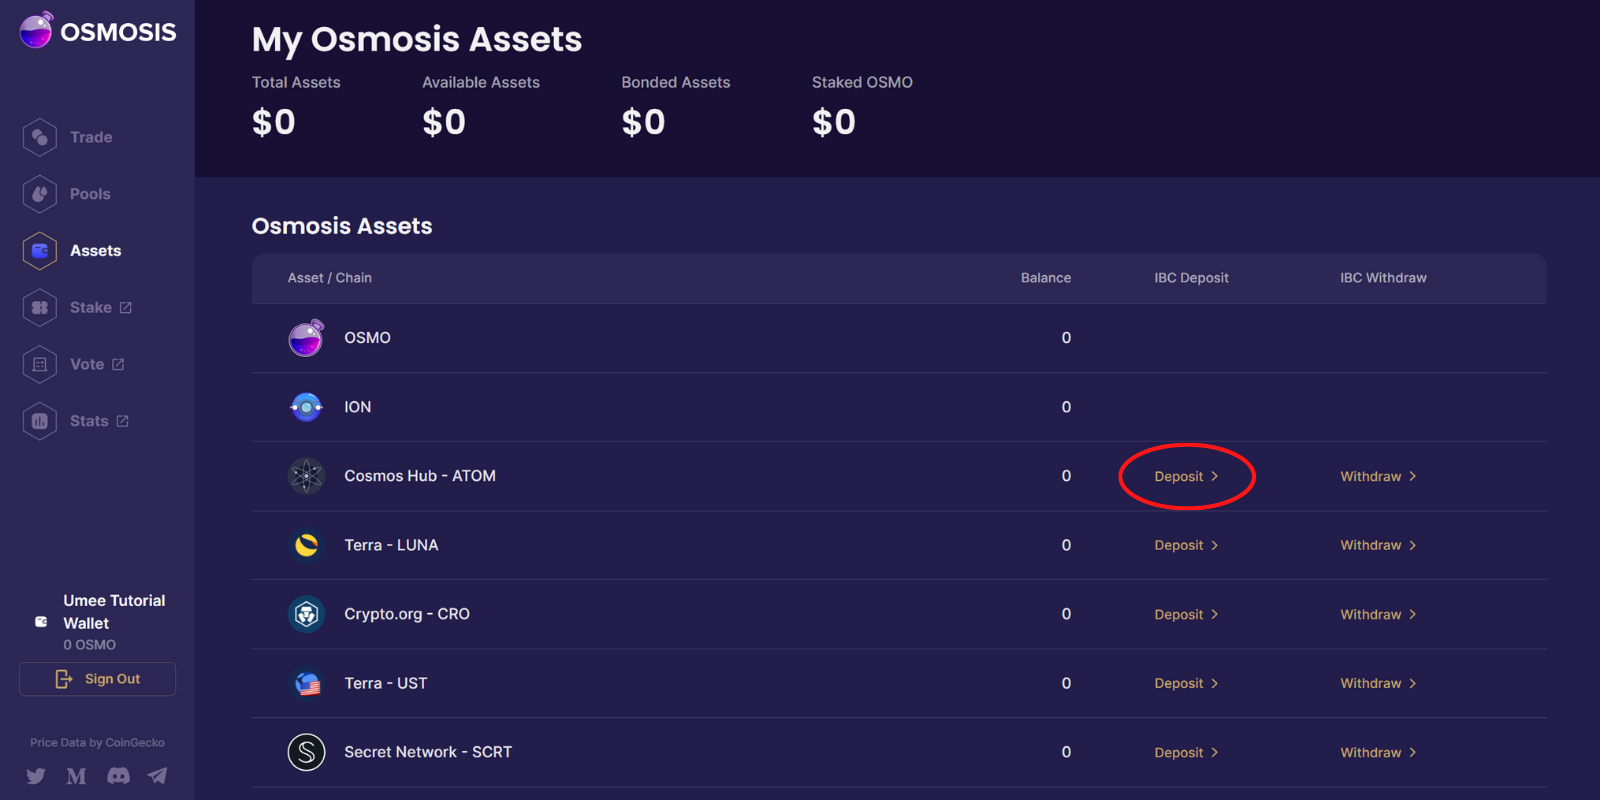 OSMOSIS
Trade
Pools
Assets
Stake
Vote
Stats
Umee Tutorial
Wallet
0 OSMO
Sign Out
Price Data by CoinGecko
My Osmosis Assets
Total Assets Available Assets Bonded Assets Staked OSMO
$0 $0 $0 $0
Osmosis Assets
Asset / Chain Balance IBC Deposit IBC Withdraw
OSMO 0
ION 0
Cosmos Hub - ATOM 0 Deposit > Withdraw >
Terra - LUNA 0 Deposit > Withdraw >
Crypto.org - CRO 0 Deposit > Withdraw >
Terra - UST 0 Deposit > Withdraw >
Secret Network - SCRT 0 Deposit > Withdraw >